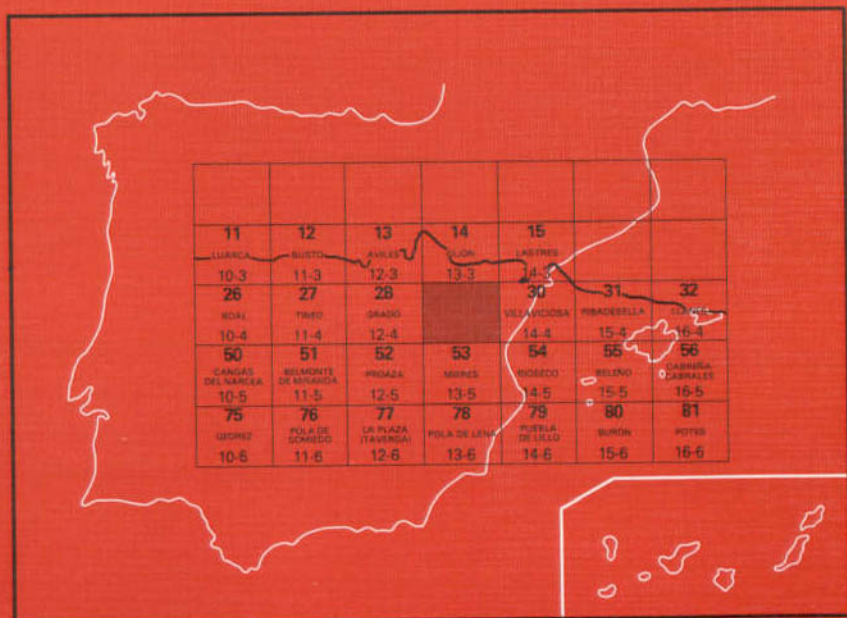 11 12 13 14 15
LUARCA BUSTO AVILES GIJON LASTRES
10-3 11-3 12-3 13-3 14-3
26 27 28 30 31 32
BOAL TINEO GRADO VILLAVICIOSA RIBADESELLA LLANES
10-4 11-4 12-4 14-4 15-4 16-4
50 51 52 53 54 55 56
CANGAS DEL NARCEA BELMONTE DE MIRANDA PROAZA MIERES RIOSECO BELEÑO CARREÑA-CABRALES
10-5 11-5 12-5 13-5 14-5 15-5 16-5
75 76 77 78 79 80 81
DEGREZ POLA DE SOMIEDO LA PLAZA (TAVERGA) POLA DE LENA PUEBLA DE LILLO BURÓN POTES
10-6 11-6 12-6 13-6 14-6 15-6 16-6